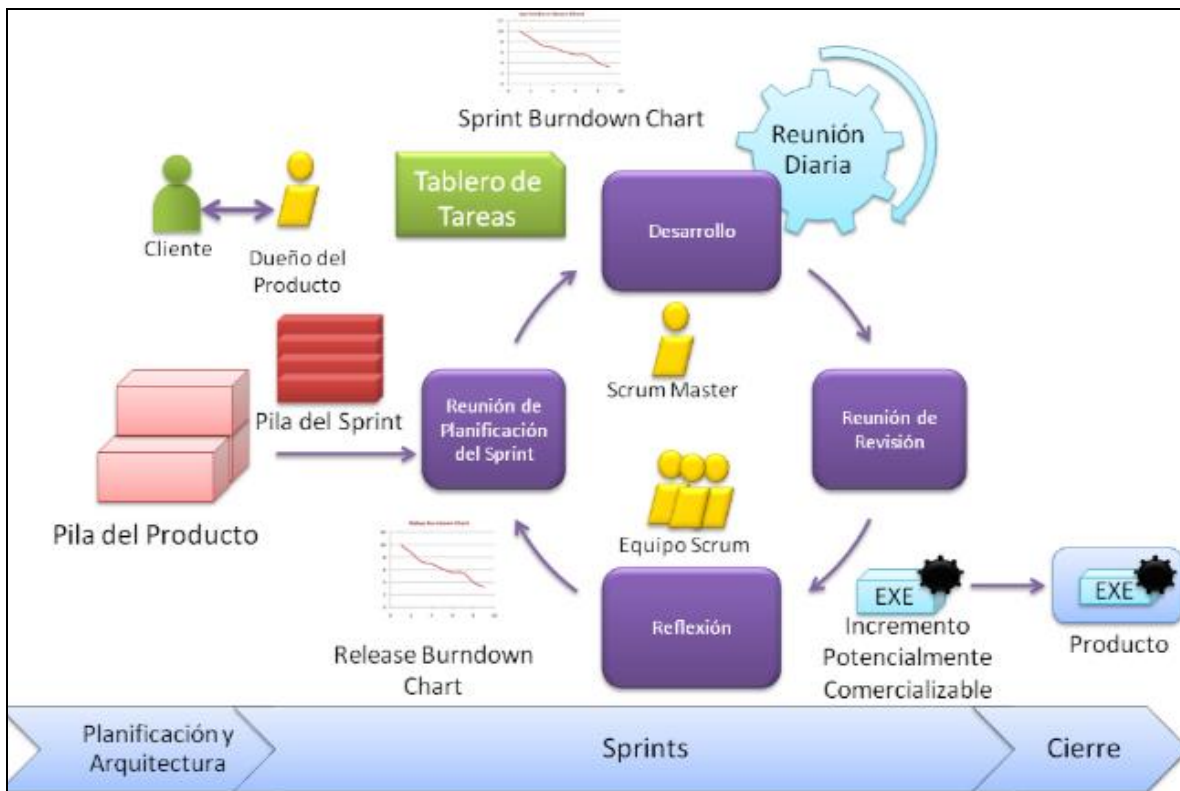 Sprint Burndown Chart
Reunión
Diaria
Tablero de
Tareas
Desarrollo
Cliente
Dueño del
Producto
Scrum Master
Pila del Sprint
Reunión de
Planificación
del Sprint
Reunión de
Revisión
Pila del Producto
Equipo Scrum
Release Burndown
Chart
Reflexión
EXE
Incremento
Potencialmente
Comercializable
EXE
Producto
Planificación y
Arquitectura
Sprints
Cierre